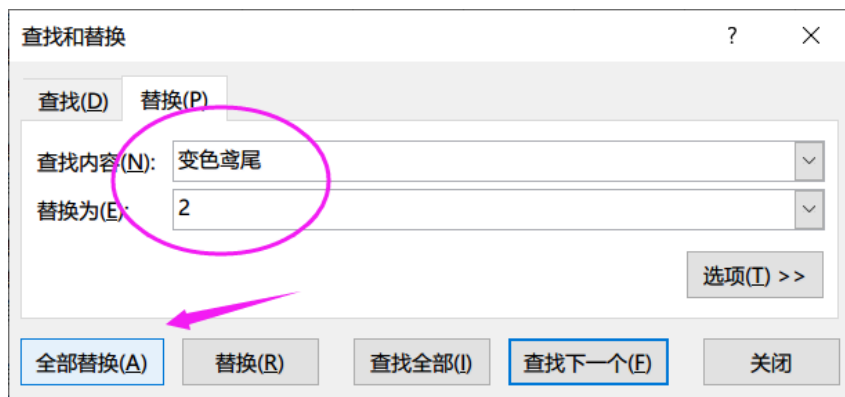 查找和替换 ?
查找(D) 替换(P)
查找内容(N): 变色鸢尾
替换为(E): 2
选项(T) >>
全部替换(A) 替换(R) 查找全部(I) 查找下一个(F) 关闭